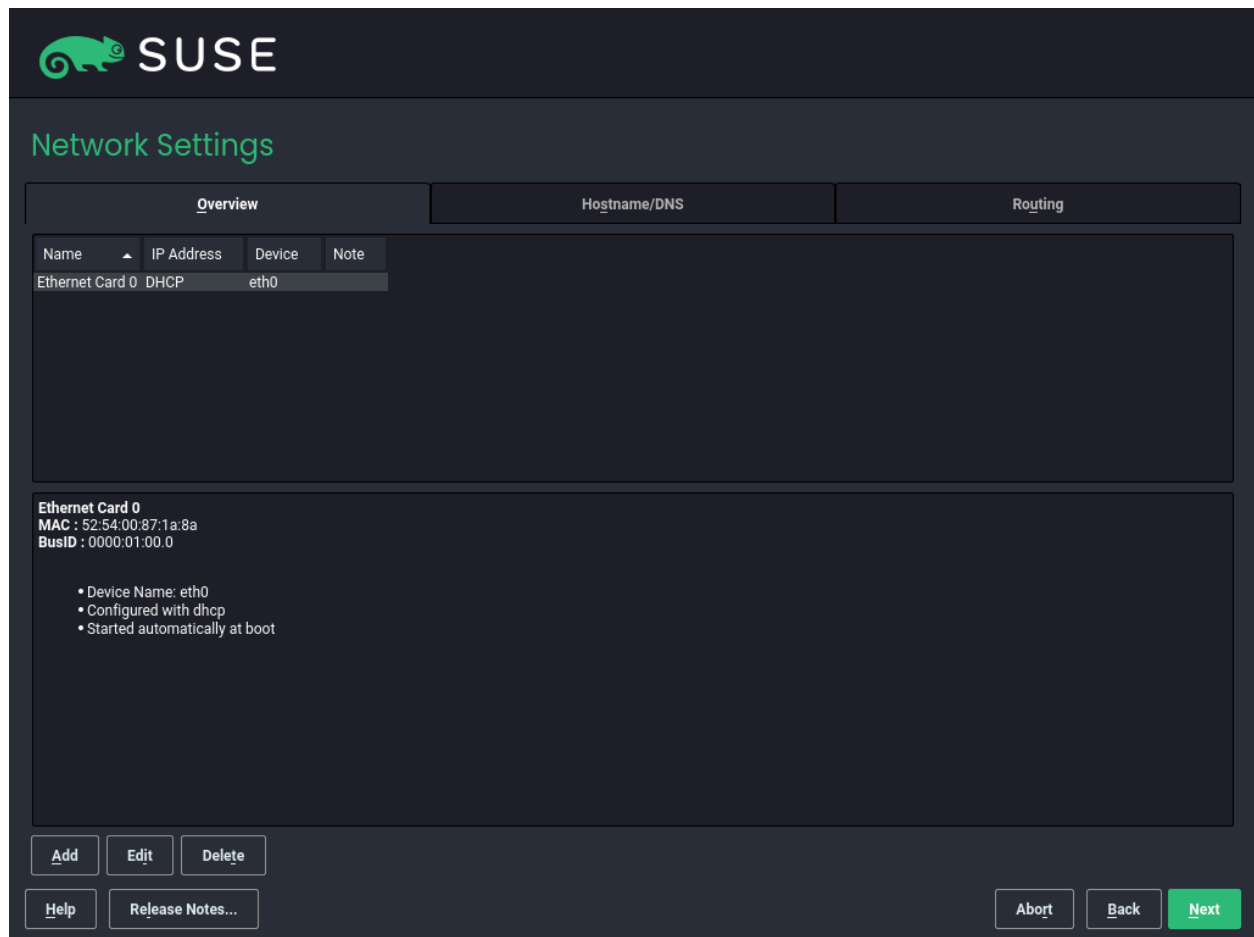 SUSE
Network Settings
Overview Hostname/DNS Routing
Name IP Address Device Note
Ethernet Card 0 DHCP eth0
Ethernet Card 0
MAC : 52:54:00:87:1a:8a
BusID : 0000:01:00.0
• Device Name: eth0
• Configured with dhcp
• Started automatically at boot
Add Edit Delete
Help Release Notes... Abort Back Next